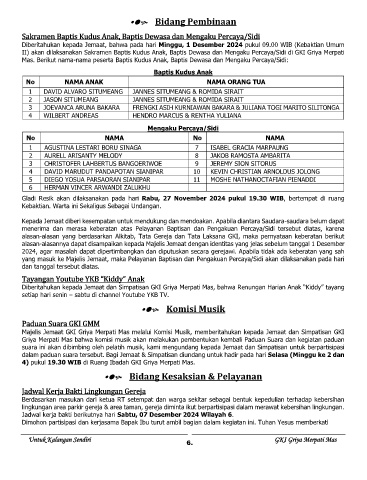 Bidang Pembinaan
Sakramen Baptis Kudus Anak, Baptis Dewasa dan Mengaku Percaya/Sidi
Diberitahukan kepada Jemaat, bahwa pada hari Minggu, 1 Desember 2024 pukul 09.00 WIB (Kebaktian Umum
II) akan dilaksanakan Sakramen Baptis Kudus Anak, Baptis Dewasa dan Mengaku Percaya/Sidi di GKI Griya Merpati
Mas. Berikut nama-nama peserta Baptis Kudus Anak, Baptis Dewasa dan Mengaku Percaya/Sidi:
Baptis Kudus Anak
No NAMA ANAK NAMA ORANG TUA
1 DAVID ALVARO SITUMEANG JANNES SITUMEANG & ROMIDA SIRAIT
2 JASON SITUMEANG JANNES SITUMEANG & ROMIDA SIRAIT
3 JOEVANCA ARUNA BAKARA FRENGKI ASIH KURNIAWAN BAKARA & JULIANA TOGI MARITO SILITONGA
4 WILBERT ANDREAS HENDRO MARCUS & RENTHA YULIANA
Mengaku Percaya/Sidi
No NAMA No NAMA
1 AGUSTINA LESTARI BORU SINAGA 7 ISABEL GRACIA MARPAUNG
2 AURELL ARISANTY MELODY 8 JAKOB RAMOSTA AMBARITA
3 CHRISTOFER LAHBERTUS BANGOERIWOE 9 JEREMY SION SITORUS
4 DAVID MARUDUT PANDAPOTAN SIANIPAR 10 KEVIN CHRISTIAN ARNOLDUS JOLONG
5 DIEGO YOSUA PARSAORAN SIANIPAR 11 MOSHE NATHANOCTAFIAN PIENADDI
6 HERMAN VINCER ARWANDI ZALUKHU
Gladi Resik akan dilaksanakan pada hari Rabu, 27 November 2024 pukul 19.30 WIB, bertempat di ruang
Kebaktian. Warta ini Sekaligus Sebagai Undangan.
Kepada Jemaat diberi kesempatan untuk mendukung dan mendoakan. Apabila diantara Saudara-saudara belum dapat
menerima dan merasa keberatan atas Pelayanan Baptisan dan Pengakuan Percaya/Sidi tersebut diatas, karena
alasan-alasan yang berdasarkan Alkitab, Tata Gereja dan Tata Laksana GKI, maka pernyataan keberatan berikut
alasan-alasannya dapat disampaikan kepada Majelis Jemaat dengan identitas yang jelas sebelum tanggal 1 Desember
2024, agar masalah dapat dipertimbangkan dan diputuskan secara gerejawi. Apabila tidak ada keberatan yang sah
yang masuk ke Majelis Jemaat, maka Pelayanan Baptisan dan Pengakuan Percaya/Sidi akan dilaksanakan pada hari
dan tanggal tersebut diatas.
Tayangan Youtube YKB “Kiddy” Anak
Diberitahukan kepada Jemaat dan Simpatisan GKI Griya Merpati Mas, bahwa Renungan Harian Anak “Kiddy” tayang
setiap hari senin – sabtu di channel Youtube YKB TV.
Komisi Musik
Paduan Suara GKI GMM
Majelis Jemaat GKI Griya Merpati Mas melalui Komisi Musik, memberitahukan kepada Jemaat dan Simpatisan GKI
Griya Merpati Mas bahwa komisi musik akan melakukan pembentukan kembali Paduan Suara dan kegiatan paduan
suara ini akan dibimbing oleh pelatih musik, kami mengundang kepada Jemaat dan Simpatisan untuk berpartisipasi
dalam paduan suara tersebut. Bagi Jemaat & Simpatisan diundang untuk hadir pada hari Selasa (Minggu ke 2 dan
4) pukul 19.30 WIB di Ruang Ibadah GKI Griya Merpati Mas.
Bidang Kesaksian & Pelayanan
Jadwal Kerja Bakti Lingkungan Gereja
Berdasarkan masukan dari ketua RT setempat dan warga sekitar sebagai bentuk kepedulian terhadap kebersihan
lingkungan area parkir gereja & area taman, gereja diminta ikut berpartisipasi dalam merawat kebersihan lingkungan.
Jadwal kerja bakti berikutnya hari Sabtu, 07 Desember 2024 Wilayah 6.
Dimohon partisipasi dan kerjasama Bapak Ibu turut ambil bagian dalam kegiatan ini. Tuhan Yesus memberkati
Untuk Kalangan Sendiri 6. GKI Griya Merpati Mas